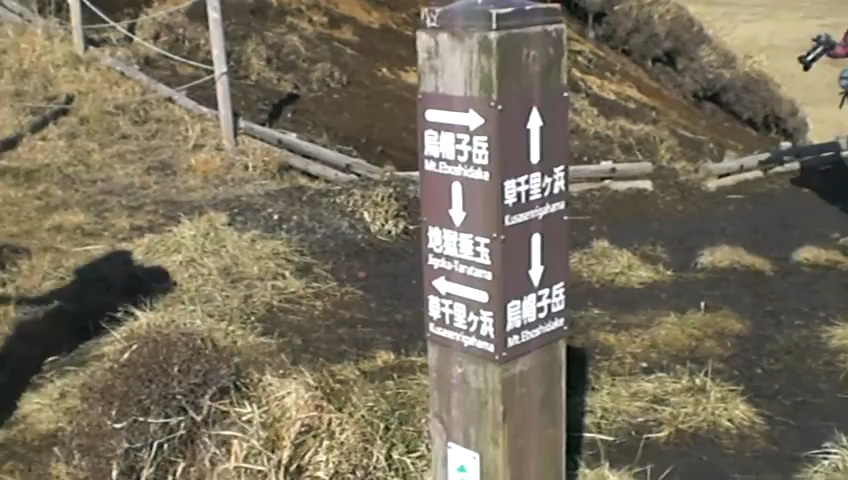 烏帽子岳
Mt.Eboshidake
地獄垂玉
Jigoku-Tarutama
草千里ヶ浜
Kusasenrigahama
草千里ヶ浜
Kusasenrigahama
烏帽子岳
Mt.Eboshidake